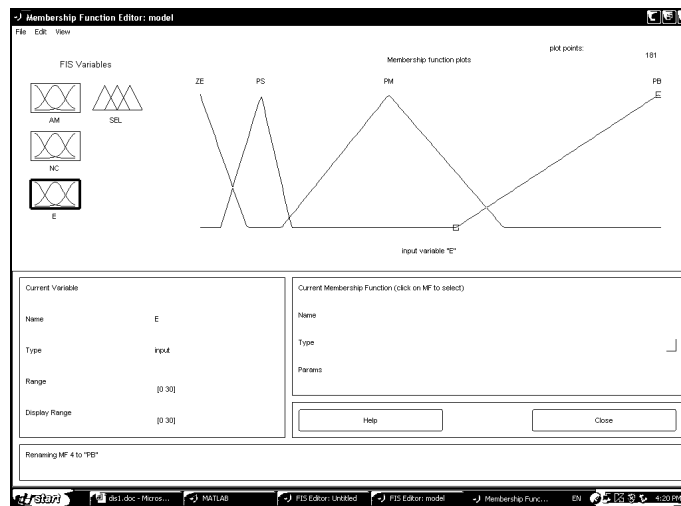 Membership Function Editor: model
File Edit View
FIS Variables
Membership function plots
plot points:
181
ZE PS PM PB
AM SEL
NC
E
input variable "E"
Current Variable
Name E
Type input
Range [0 30]
Display Range [0 30]
Current Membership Function (click on MF to select)
Name
Type
Params
Help Close
Renaming MF 4 to "PB"
start dis1.doc - Micros... MATLAB FIS Editor: Untitled FIS Editor: model Membership Func... EN 4:20 PM